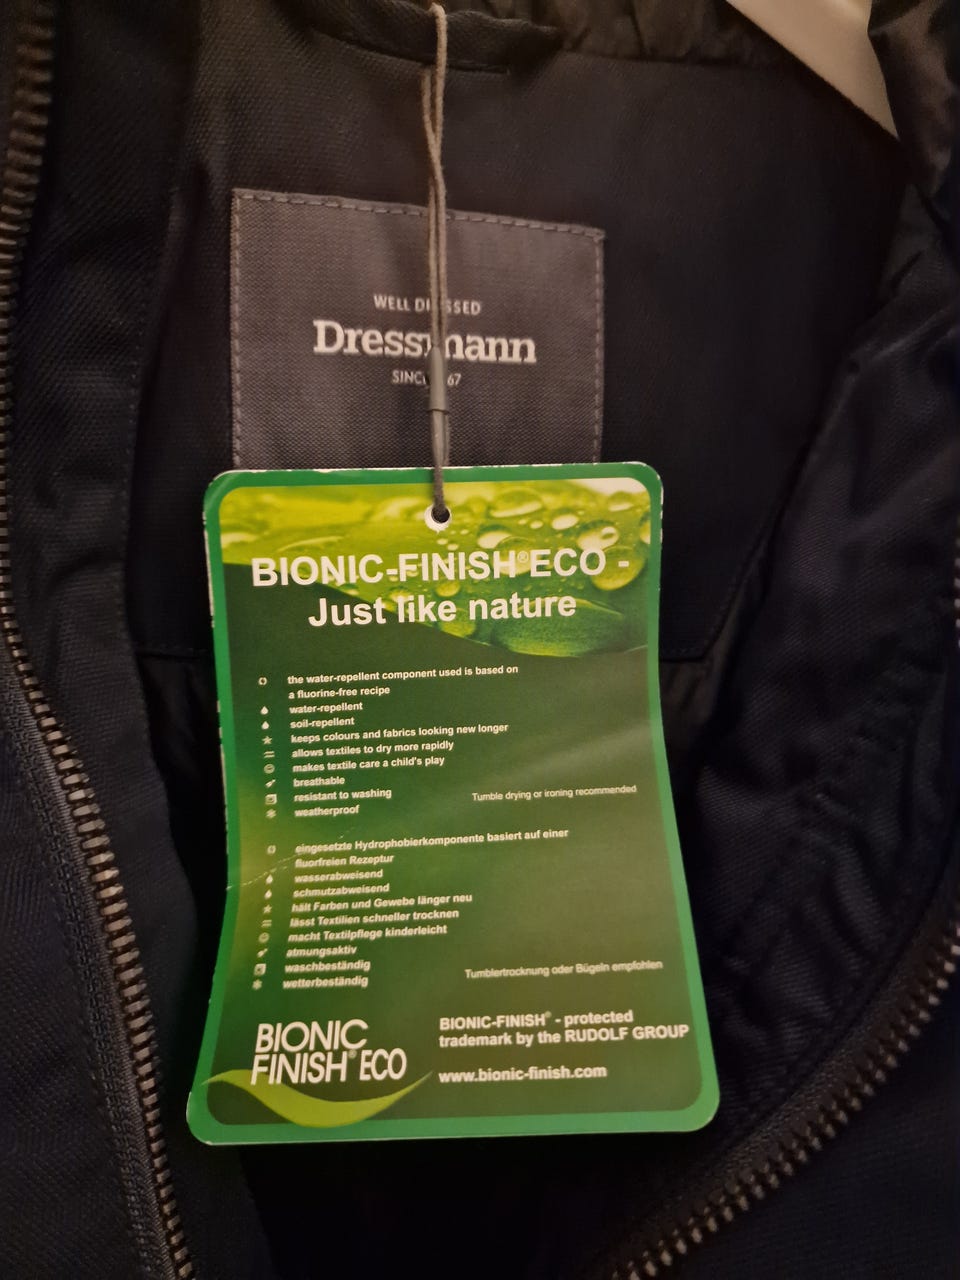 WELL DRESSED
Dressmann
SINCE 67
BIONIC-FINISH®ECO -
Just like nature
the water-repellent component used is based on
a fluorine-free recipe
water-repellent
soil-repellent
keeps colours and fabrics looking new longer
allows textiles to dry more rapidly
makes textile care a child's play
breathable
resistant to washing
Tumble drying or ironing recommended
weatherproof
eingesetzte Hydrophobierkomponente basiert auf einer
fluorfreien Rezeptur
wasserabweisend
schmutzabweisend
hält Farben und Gewebe länger neu
lässt Textilien schneller trocknen
macht Textilpflege kinderleicht
atmungsaktiv
waschbeständig
Tumblertrocknung oder Bügeln empfohlen
wetterbeständig
BIONIC
FINISH®ECO
BIONIC-FINISH® - protected
trademark by the RUDOLF GROUP
www.bionic-finish.com